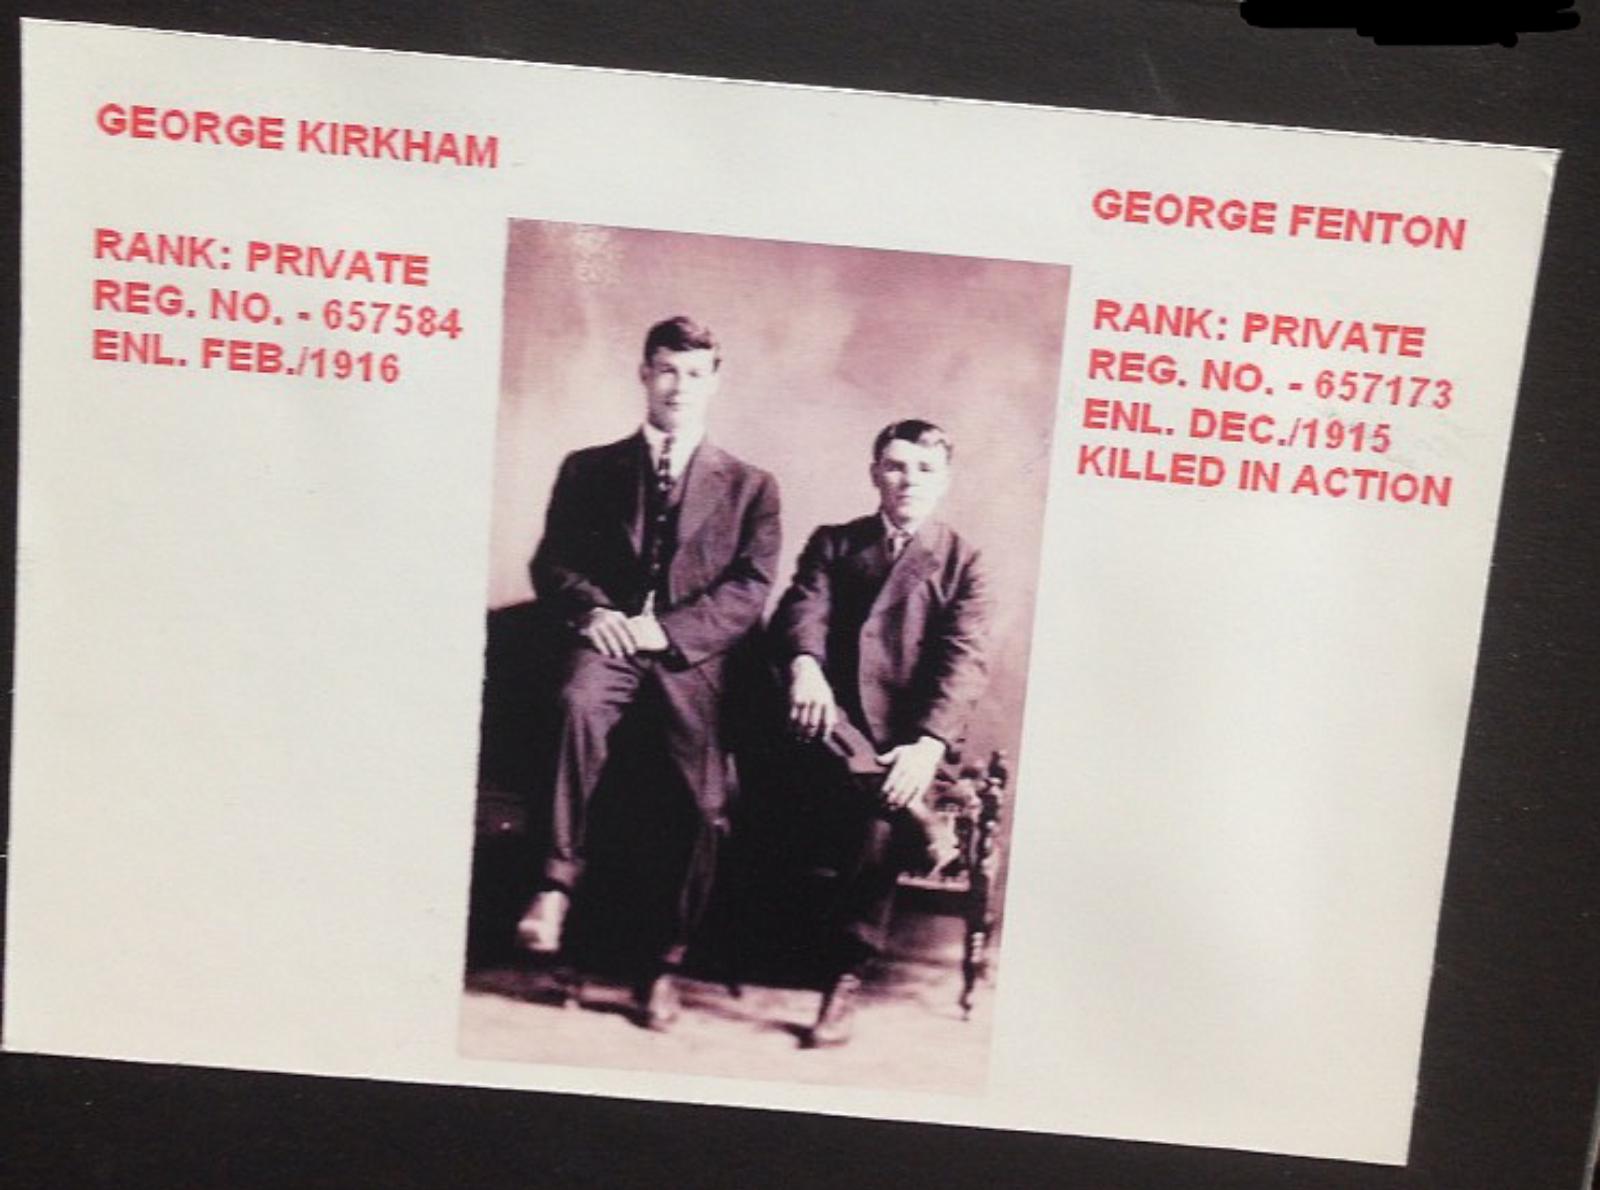 GEORGE KIRKHAM
RANK: PRIVATE
REG. NO. - 657584
ENL. FEB./1916
GEORGE FENTON
RANK: PRIVATE
REG. NO. - 657173
ENL. DEC./1915
KILLED IN ACTION